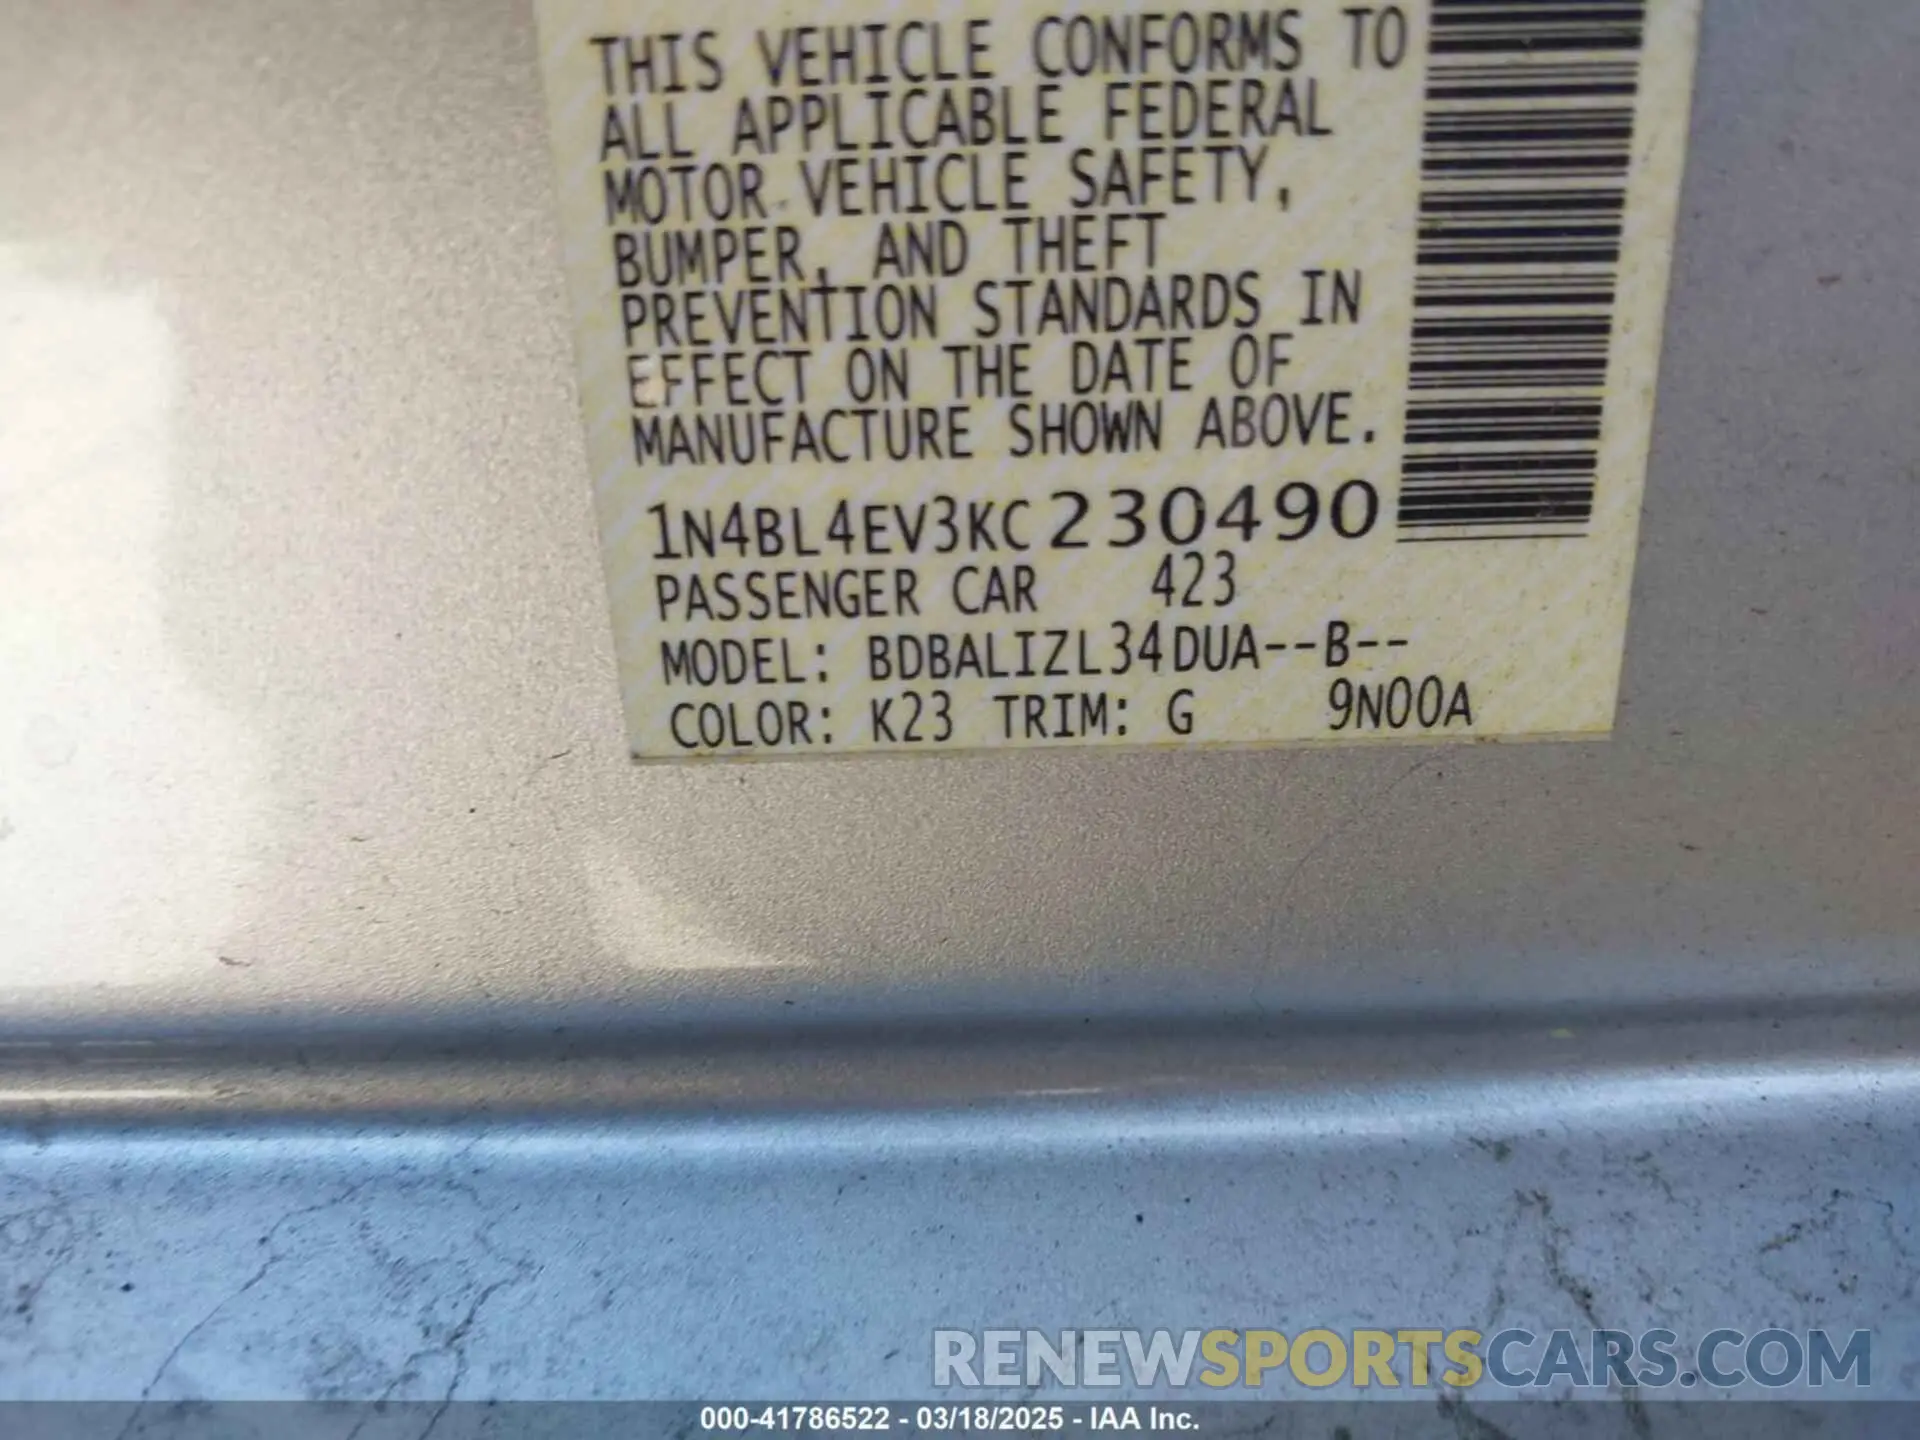 THIS VEHICLE CONFORMS TO
ALL APPLICABLE FEDERAL
MOTOR VEHICLE SAFETY,
BUMPER, AND THEFT
PREVENTION STANDARDS IN
EFFECT ON THE DATE OF
MANUFACTURE SHOWN ABOVE.
1N4BL4EV3KC230490
PASSENGER CAR 423
MODEL: BDBALIZL34DUA--B--
COLOR: K23 TRIM: G 9N00A
RENEWSPORTSCARS.COM
000-41786522 - 03/18/2025 - IAA Inc.